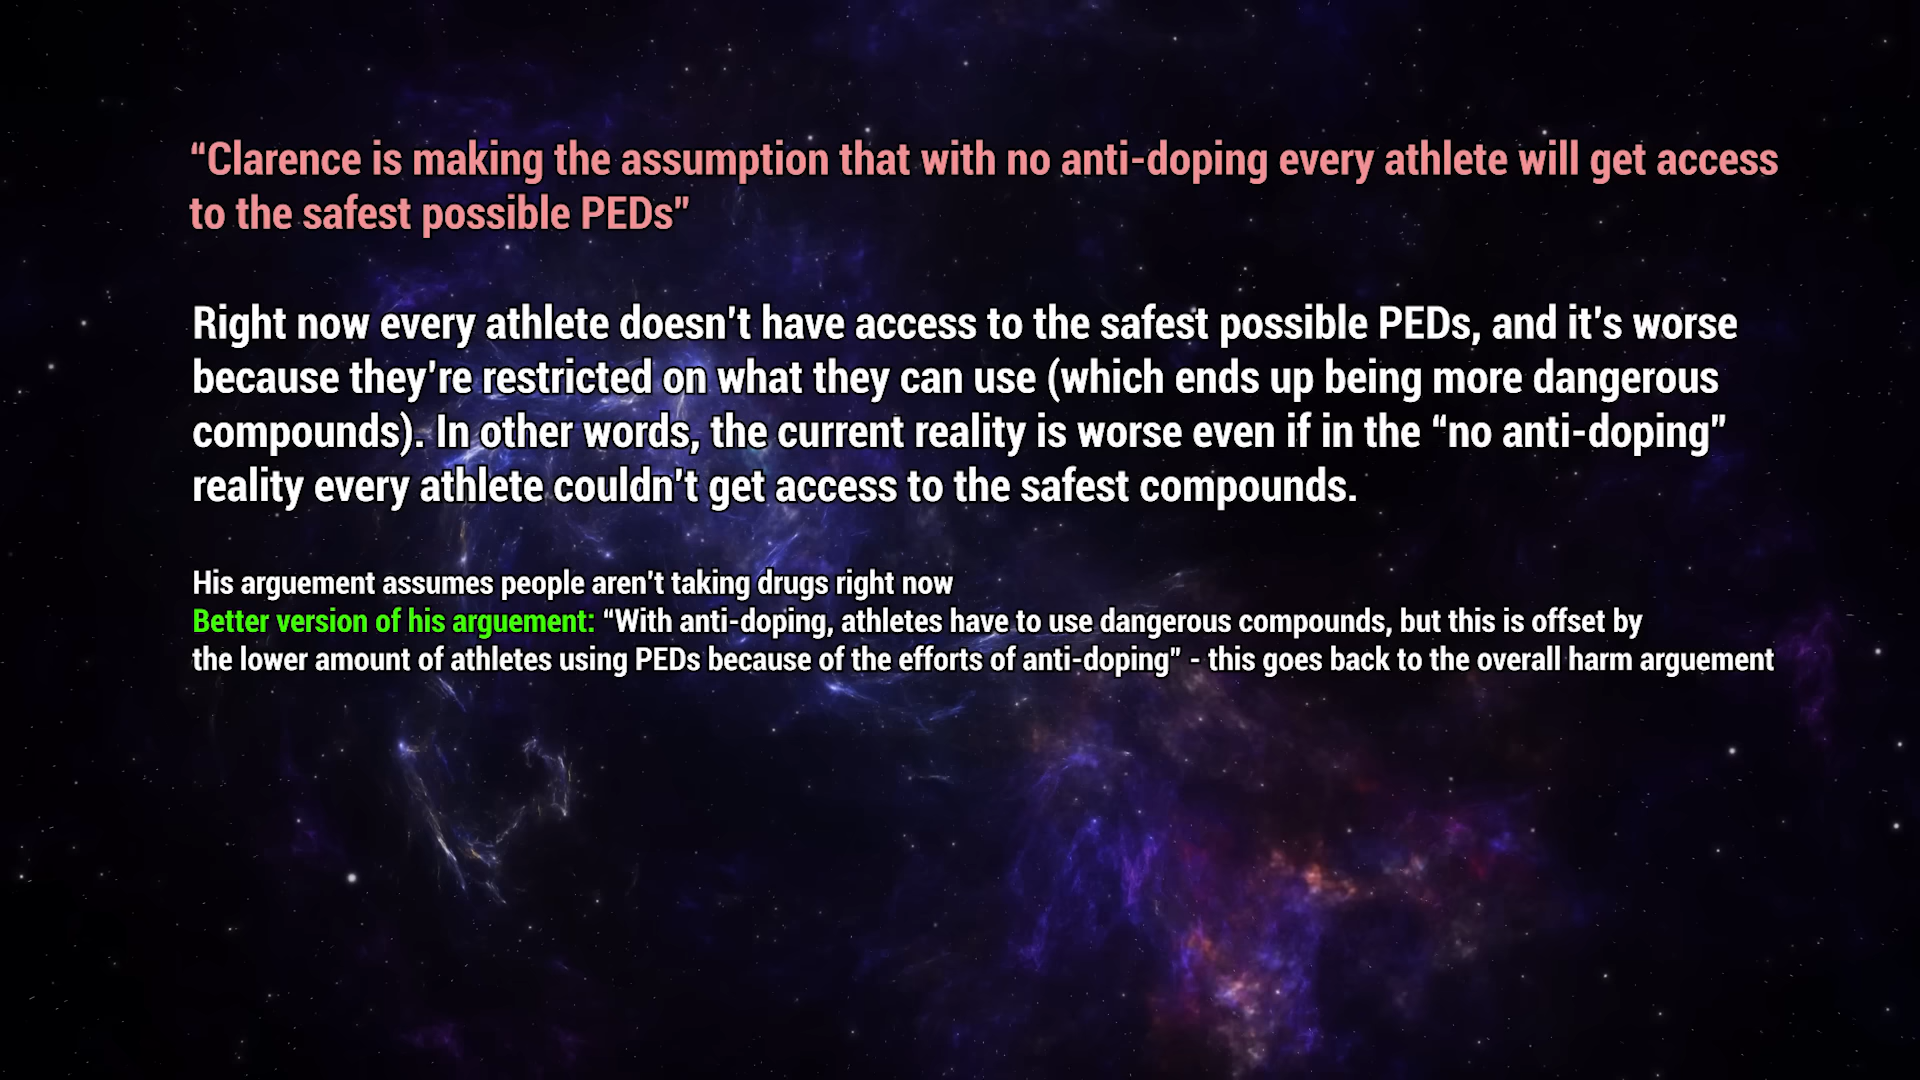 “Clarence is making the assumption that with no anti-doping every athlete will get access
to the safest possible PEDs”
Right now every athlete doesn’t have access to the safest possible PEDs, and it’s worse
because they’re restricted on what they can use (which ends up being more dangerous
compounds). In other words, the current reality is worse even if in the “no anti-doping”
reality every athlete couldn’t get access to the safest compounds.
His arguement assumes people aren’t taking drugs right now
Better version of his arguement: “With anti-doping, athletes have to use dangerous compounds, but this is offset by
the lower amount of athletes using PEDs because of the efforts of anti-doping” - this goes back to the overall harm arguement